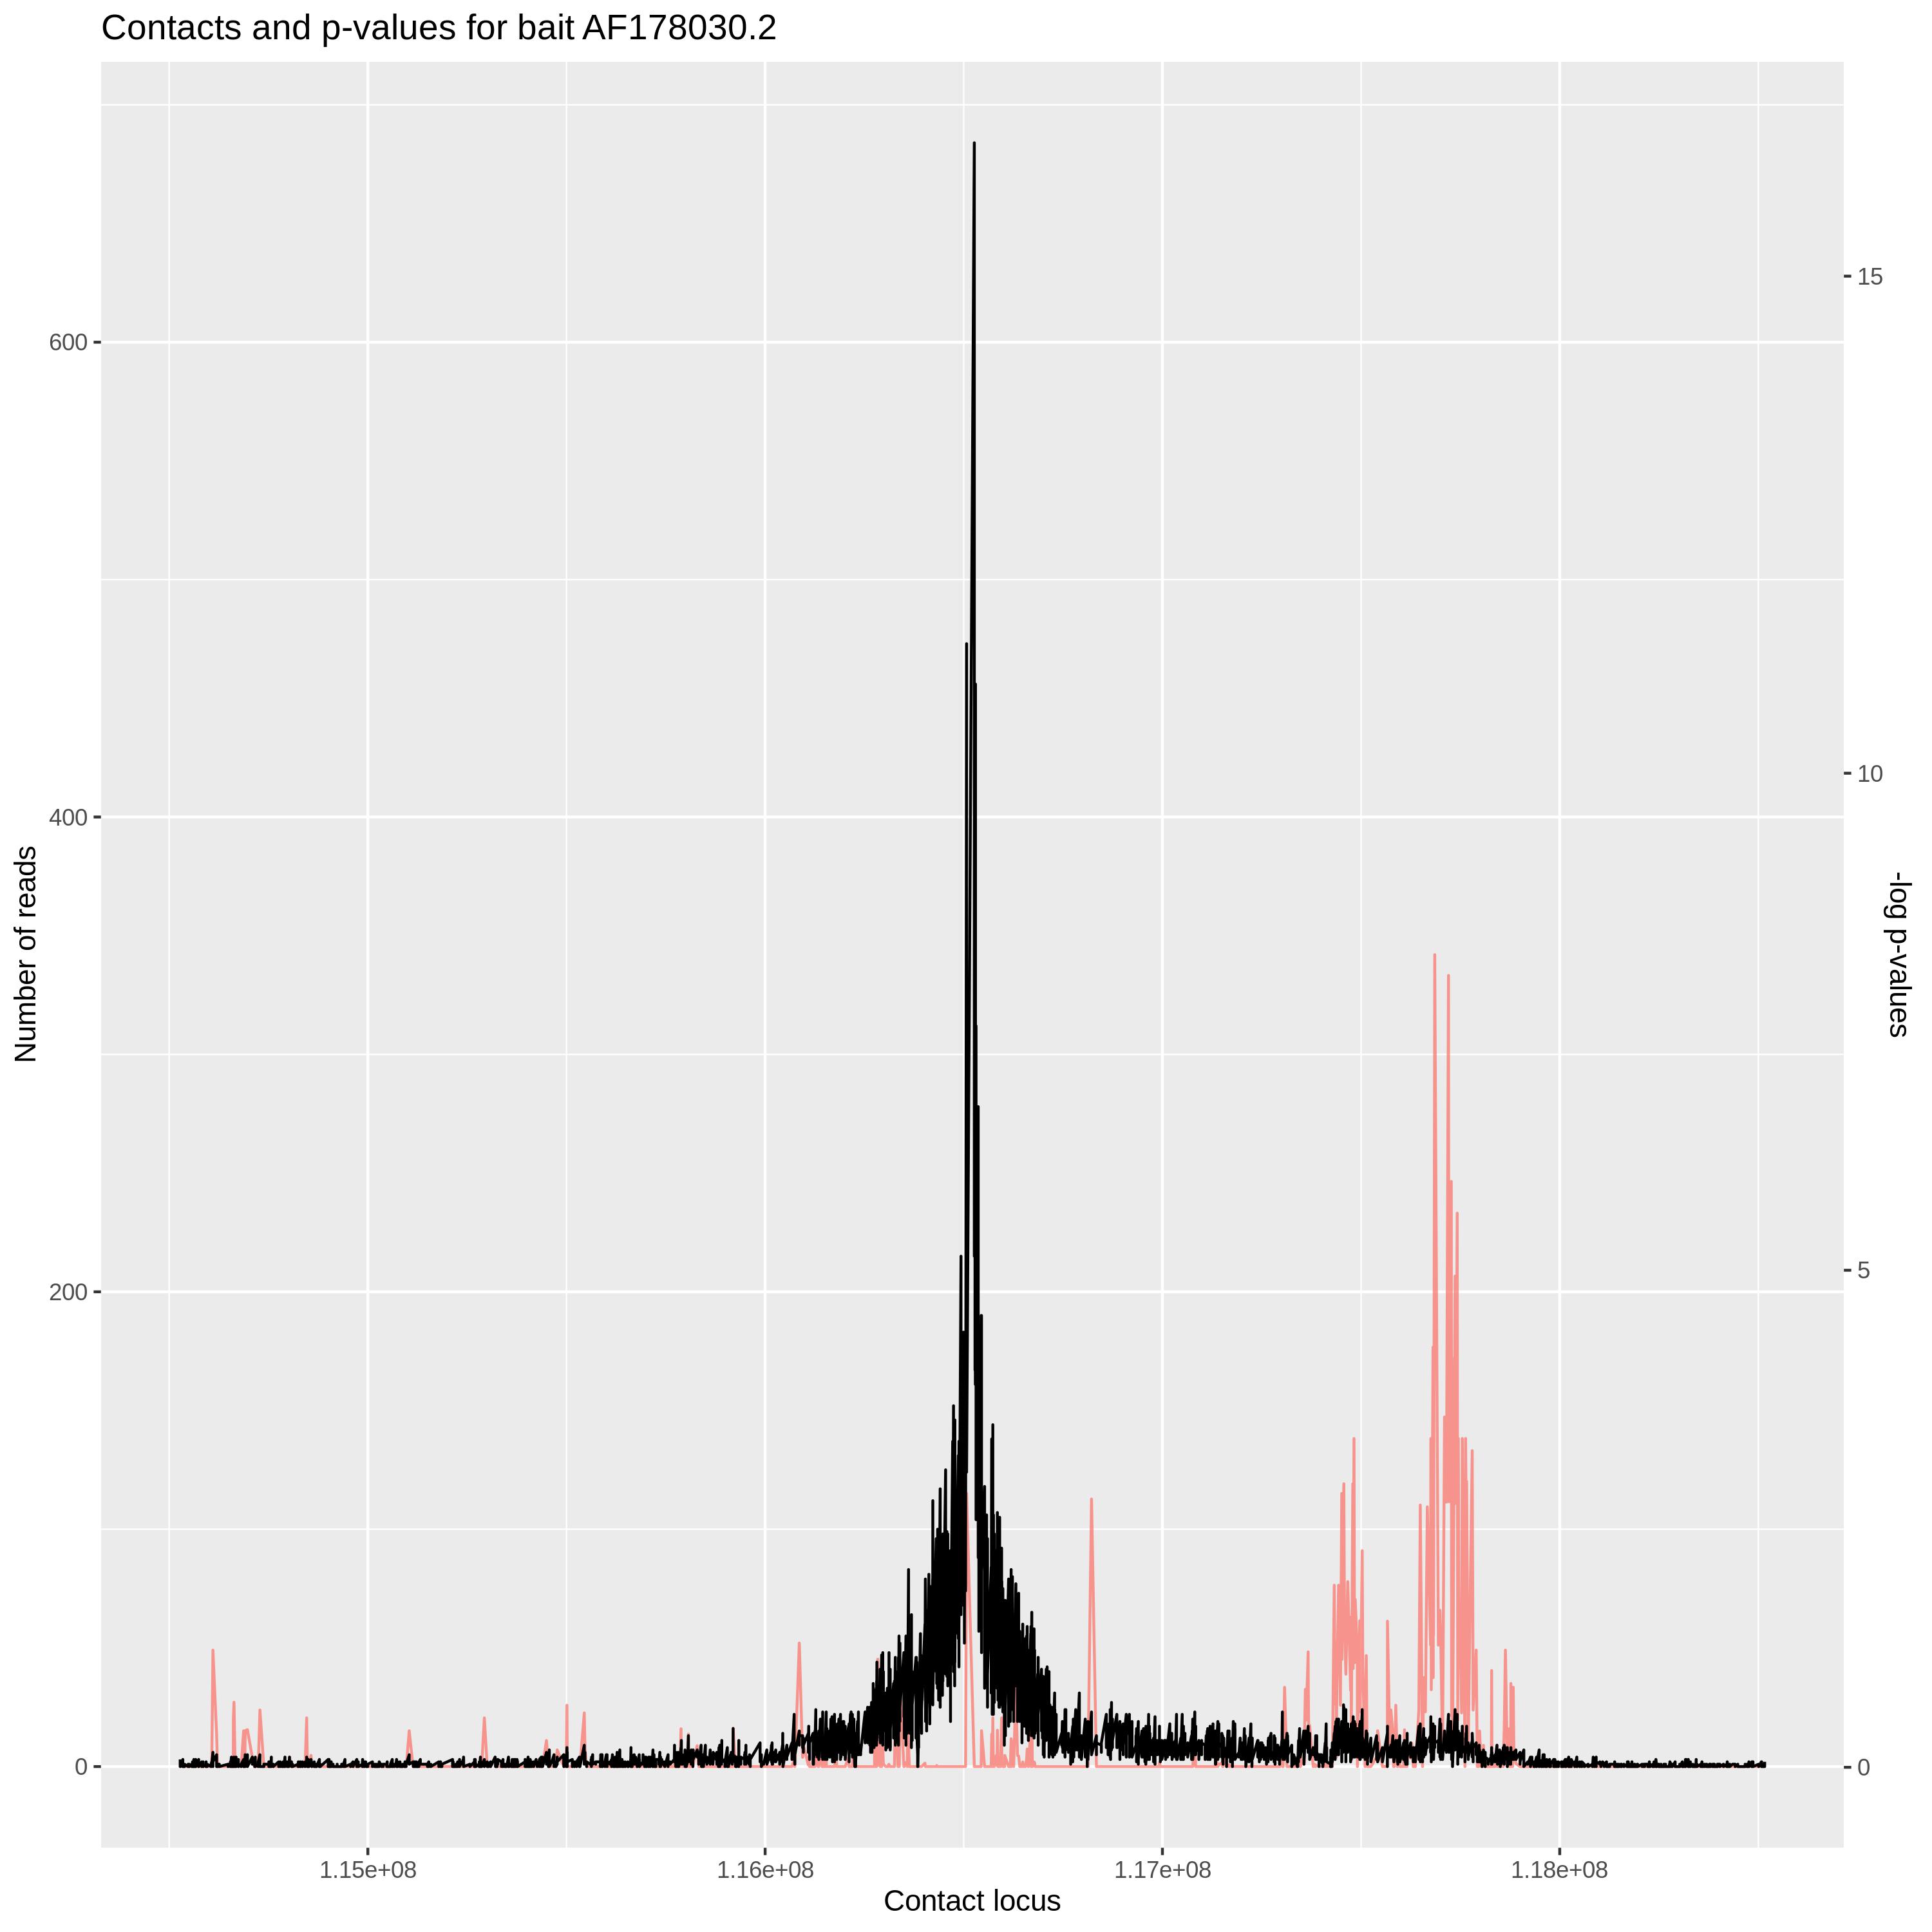 Contacts and p-values for bait AF178030.2
Number of reads
600
400
200
0
15
10
5
0
-log p-values
1.15e+08
1.16e+08
1.17e+08
1.18e+08
Contact locus